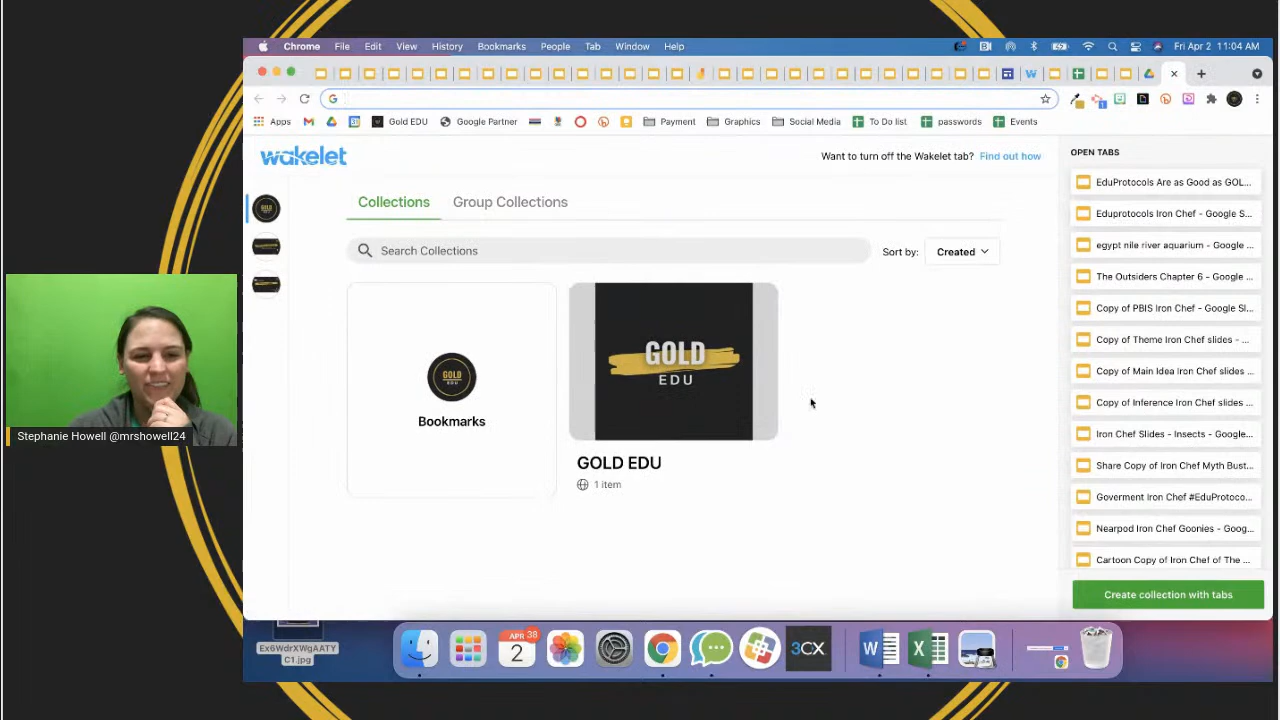 Chrome File Edit View History Bookmarks People Tab Window Help Fri Apr 2 11:04 AM
Apps Gold EDU Google Partner Payment Graphics Social Media To Do list passwords Events
wakelet
Want to turn off the Wakelet tab? Find out how
Collections Group Collections
Search Collections
Sort by: Created
GOLD
EDU
Bookmarks
GOLD
EDU
GOLD EDU
1 item
OPEN TABS
EduProtocols Are as Good as GOL...
Eduprotocols Iron Chef - Google S...
egypt nile river aquarium - Google ...
The Outsiders Chapter 6 - Google ...
Copy of PBIS Iron Chef - Google Sl...
Copy of Theme Iron Chef slides - ...
Copy of Main Idea Iron Chef slides ...
Copy of Inference Iron Chef slides ...
Iron Chef Slides - Insects - Google...
Share Copy of Iron Chef Myth Bust...
Goverment Iron Chef #EduProtoco...
Nearpod Iron Chef Goonies - Goog...
Cartoon Copy of Iron Chef of The ...
Create collection with tabs
Stephanie Howell @mrshowell24
Ex6WdrXWgAATY
C1.jpg
APR 38
2
3CX
W
X